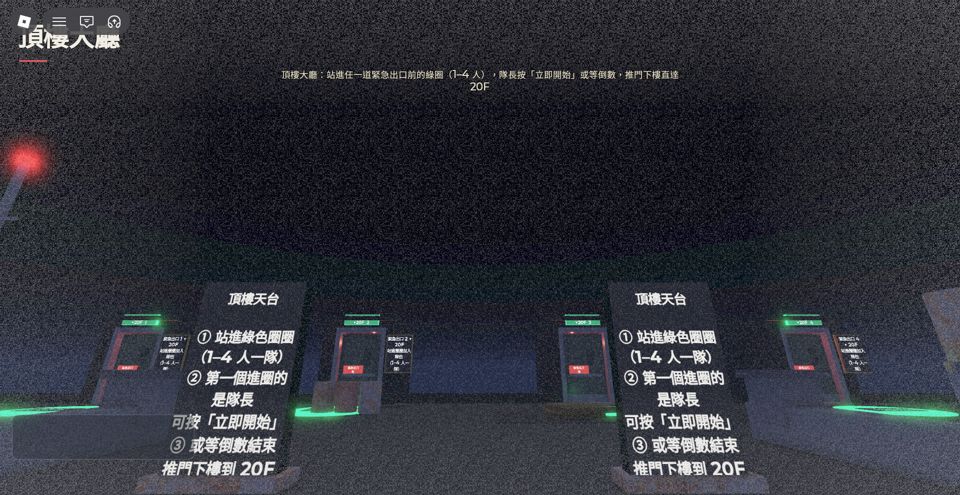 頂樓大廳
頂樓大廳：站進任一道緊急出口前的綠圈（1–4 人），隊長按「立即開始」或等倒數，推門下樓直達
20F
頂樓天台
① 站進綠色圈圈
（1–4 人一隊）
② 第一個進圈的
是隊長
可按「立即開始」
③ 或等倒數結束
推門下樓到 20F
頂樓天台
① 站進綠色圈圈
（1–4 人一隊）
② 第一個進圈的
是隊長
可按「立即開始」
③ 或等倒數結束
推門下樓到 20F